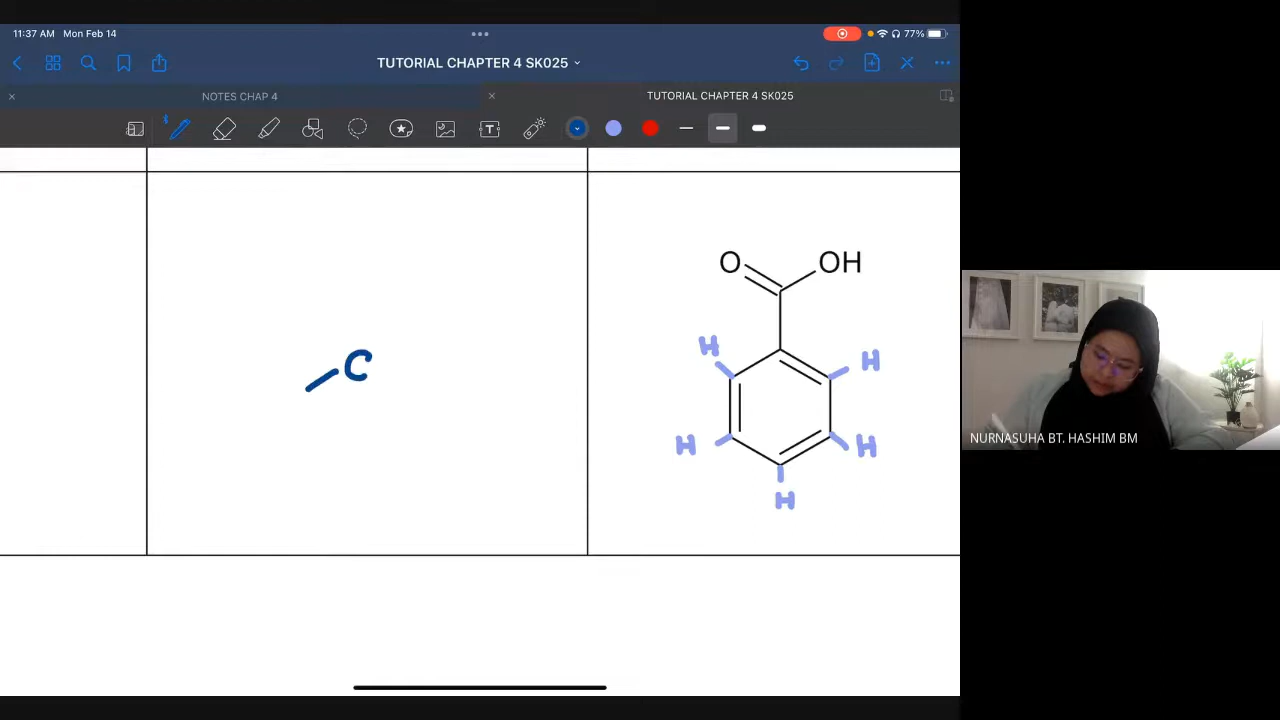 11:37 AM Mon Feb 14
77%
TUTORIAL CHAPTER 4 SK025
NOTES CHAP 4
TUTORIAL CHAPTER 4 SK025
T
O OH
H H
C
H H
H
NURNASUHA BT. HASHIM BM